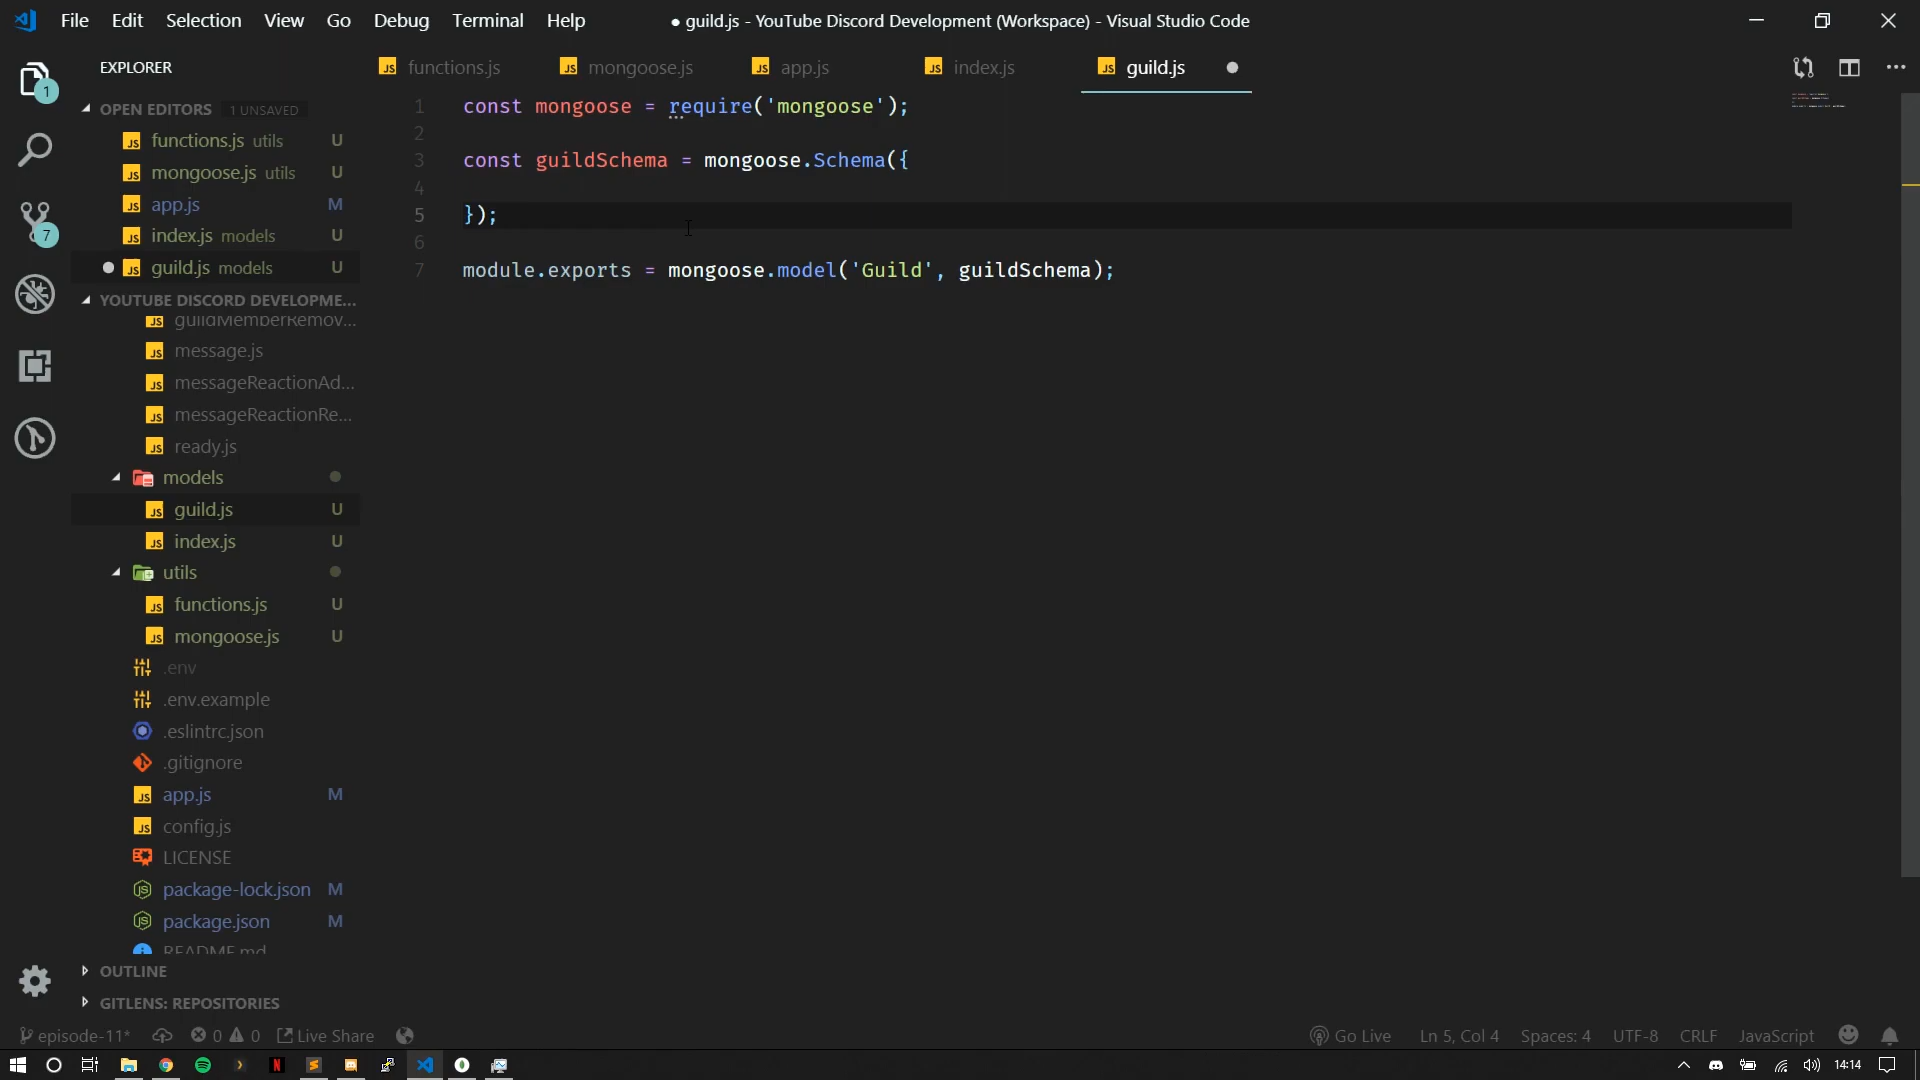 File Edit Selection View Go Debug Terminal Help
● guild.js - YouTube Discord Development (Workspace) - Visual Studio Code
EXPLORER
functions.js mongoose.js app.js index.js guild.js
OPEN EDITORS 1 UNSAVED
functions.js utils U
mongoose.js utils U
app.js M
index.js models U
guild.js models U
YOUTUBE DISCORD DEVELOPME...
guildMemberRemov...
message.js
messageReactionAd...
messageReactionRe...
ready.js
models
guild.js U
index.js U
utils
functions.js U
mongoose.js U
.env
.env.example
.eslintrc.json
.gitignore
app.js M
config.js
LICENSE
package-lock.json M
package.json M
README.md
OUTLINE
GITLENS: REPOSITORIES
1
7
1 const mongoose = require('mongoose');
2
3 const guildSchema = mongoose.Schema({
4
5 });
6
7 module.exports = mongoose.model('Guild', guildSchema);
episode-11* 0 0 Live Share
Go Live Ln 5, Col 4 Spaces: 4 UTF-8 CRLF JavaScript
14:14